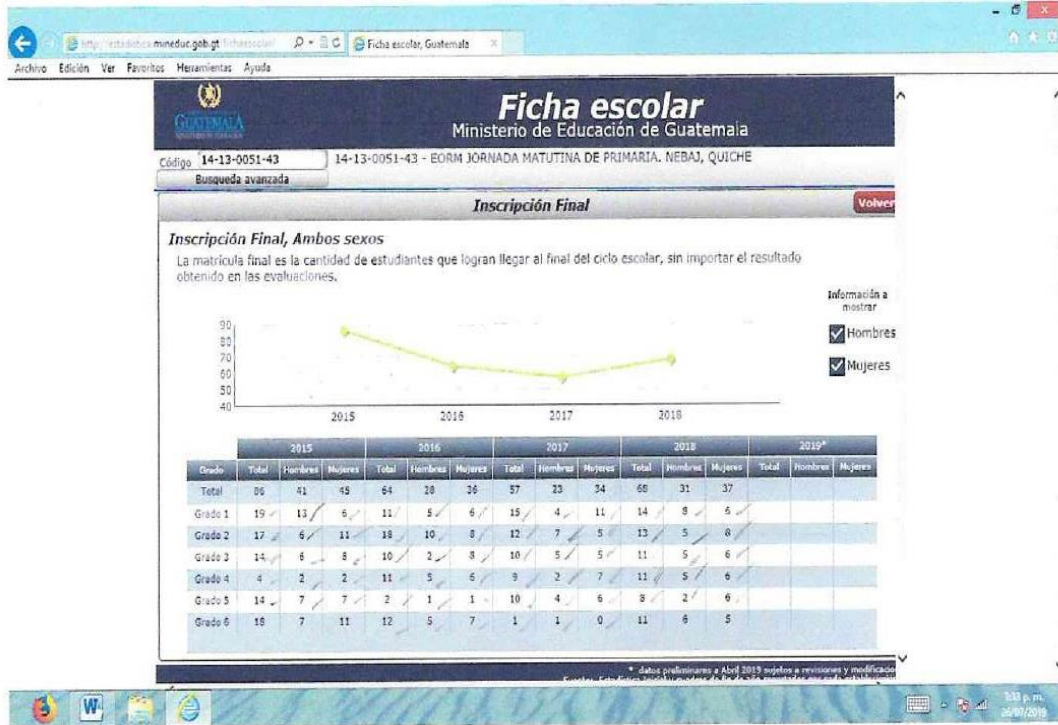 mineduc.gob.gt
Ficha escolar, Guatemala
Archivo Edición Ver Favoritos Herramientas Ayuda
GUATEMALA
Ficha escolar
Ministerio de Educación de Guatemala
Código 14-13-0051-43 14-13-0051-43 - EORM JORNADA MATUTINA DE PRIMARIA. NEBAJ, QUICHE
Busqueda avanzada
Inscripción Final Volver
Inscripción Final, Ambos sexos
La matricula final es la cantidad de estudiantes que logran llegar al final del ciclo escolar, sin importar el resultado
obtenido en las evaluaciones.
Información a
mostrar
Hombres
Mujeres
90
80
70
60
50
40
2015 2016 2017 2018
2015 2016 2017 2018 2019*
Grado Total Hombres Mujeres Total Hombres Mujeres Total Hombres Mujeres Total Hombres Mujeres Total Hombres Mujeres
Total 86 41 45 64 28 36 57 23 34 68 31 37
Grado 1 19 13 6 11 5 6 15 4 11 14 8 6
Grado 2 17 6 11 18 10 8 12 7 5 13 5 8
Grado 3 14 6 8 10 2 8 10 5 5 11 5 6
Grado 4 4 2 2 11 5 6 9 2 7 11 5 6
Grado 5 14 7 7 2 1 1 10 4 6 8 2 6
Grado 6 18 7 11 12 5 7 1 1 0 11 6 5
* datos preliminares a Abril 2019 sujetos a revisiones y modificacio
W
7:33 p. m.
26/07/2019